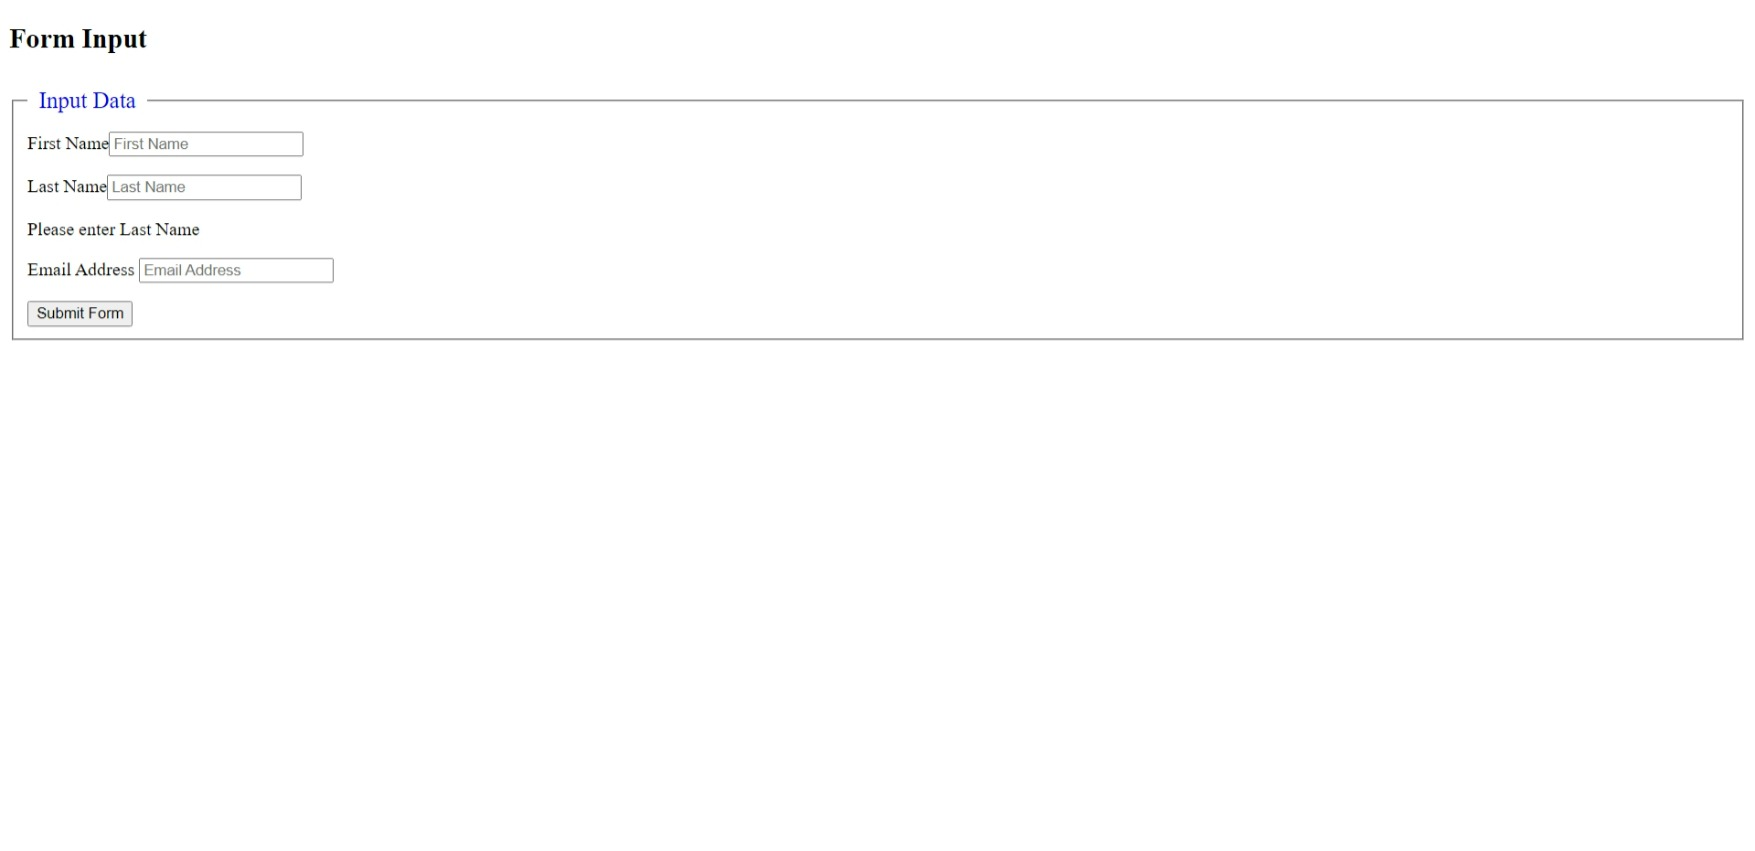 Form Input
Input Data
First Name First Name
Last Name Last Name
Please enter Last Name
Email Address Email Address
Submit Form